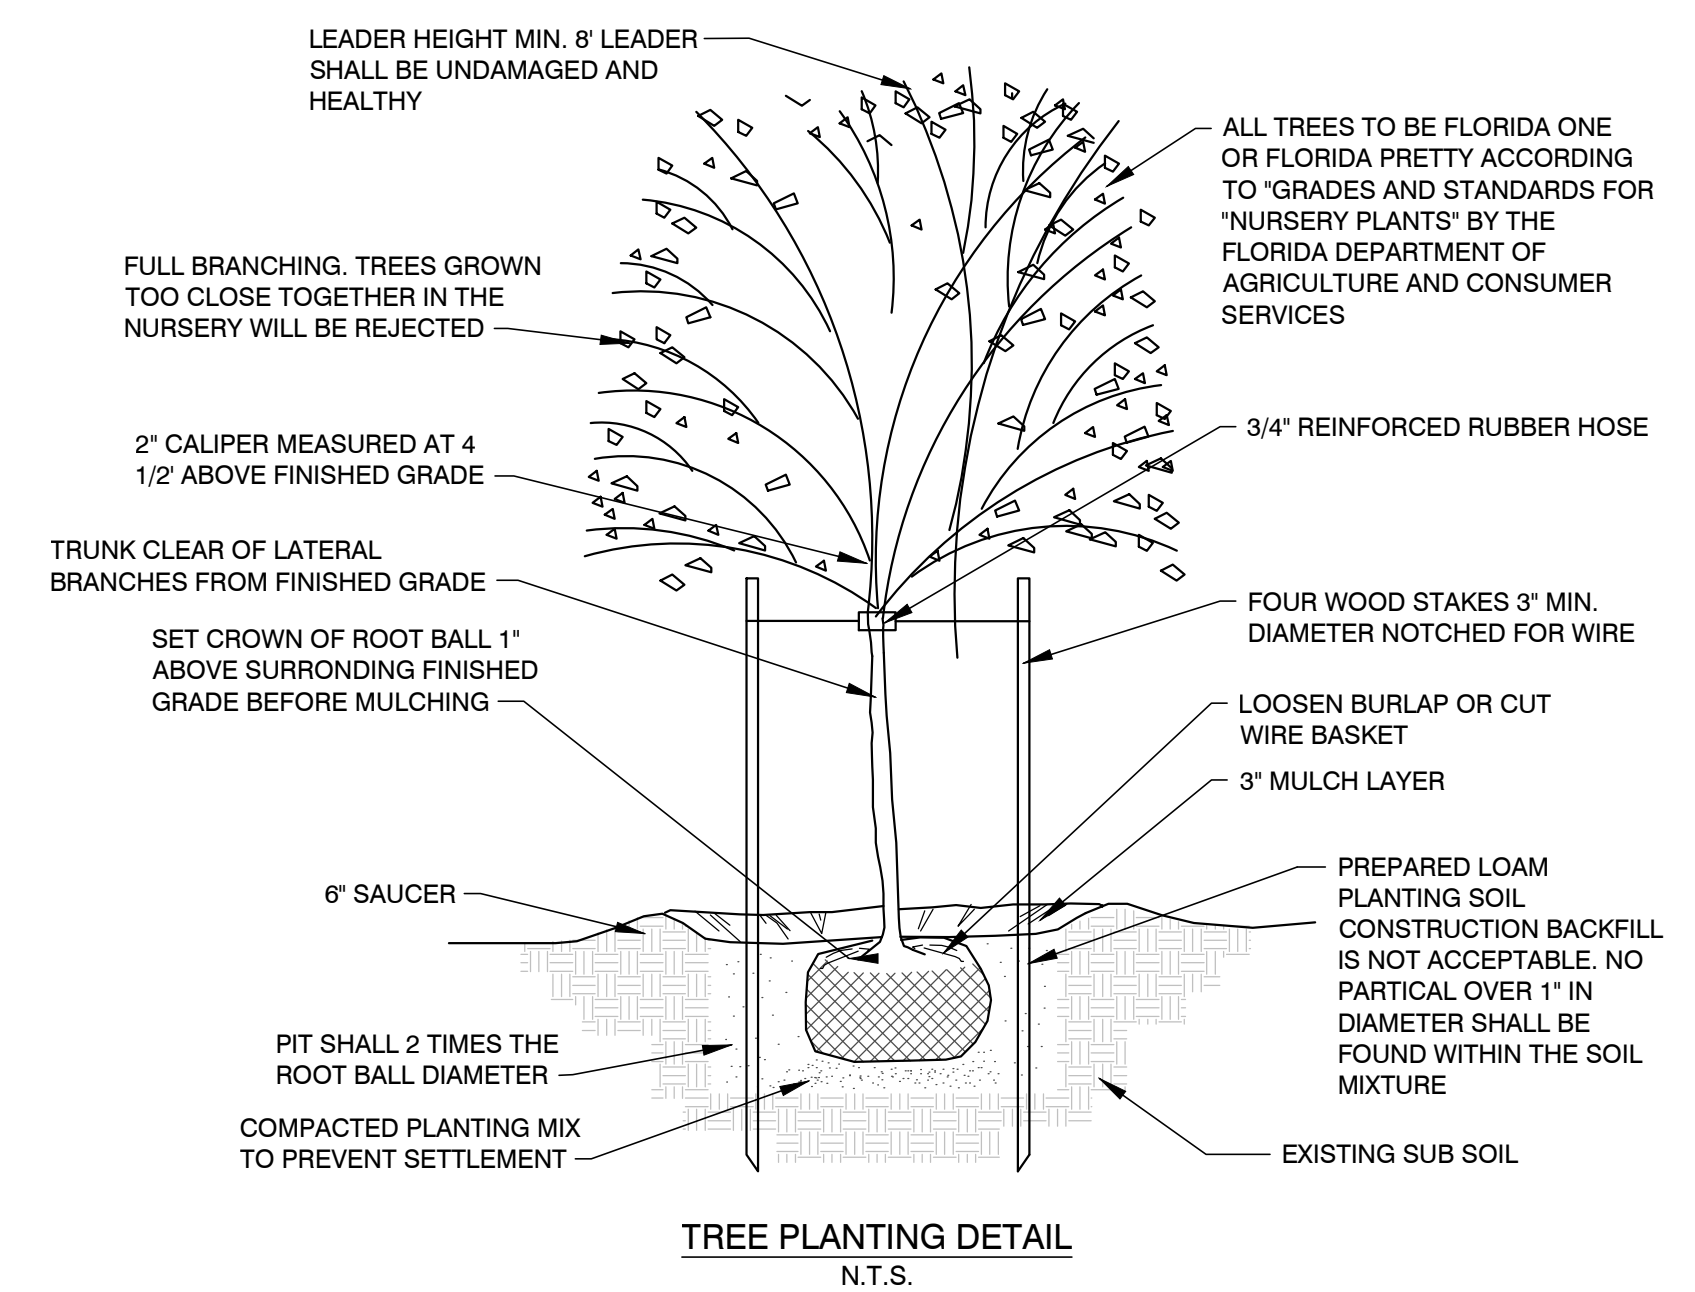 LEADER HEIGHT MIN. 8' LEADER
SHALL BE UNDAMAGED AND
HEALTHY
FULL BRANCHING. TREES GROWN
TOO CLOSE TOGETHER IN THE
NURSERY WILL BE REJECTED
2" CALIPER MEASURED AT 4
1/2' ABOVE FINISHED GRADE
TRUNK CLEAR OF LATERAL
BRANCHES FROM FINISHED GRADE
SET CROWN OF ROOT BALL 1"
ABOVE SURRONDING FINISHED
GRADE BEFORE MULCHING
6" SAUCER
PIT SHALL 2 TIMES THE
ROOT BALL DIAMETER
COMPACTED PLANTING MIX
TO PREVENT SETTLEMENT
ALL TREES TO BE FLORIDA ONE
OR FLORIDA PRETTY ACCORDING
TO "GRADES AND STANDARDS FOR
"NURSERY PLANTS" BY THE
FLORIDA DEPARTMENT OF
AGRICULTURE AND CONSUMER
SERVICES
3/4" REINFORCED RUBBER HOSE
FOUR WOOD STAKES 3" MIN.
DIAMETER NOTCHED FOR WIRE
LOOSEN BURLAP OR CUT
WIRE BASKET
3" MULCH LAYER
PREPARED LOAM
PLANTING SOIL
CONSTRUCTION BACKFILL
IS NOT ACCEPTABLE. NO
PARTICAL OVER 1" IN
DIAMETER SHALL BE
FOUND WITHIN THE SOIL
MIXTURE
EXISTING SUB SOIL
TREE PLANTING DETAIL
N.T.S.